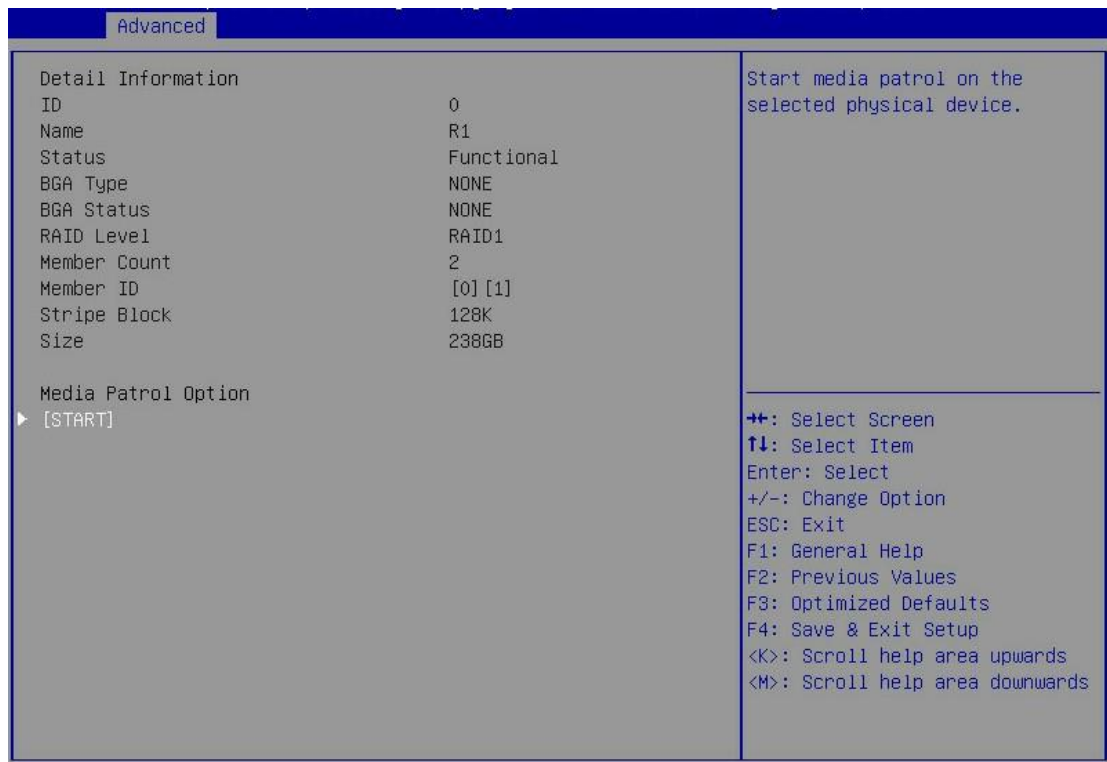 Advanced
Detail Information
ID 0
Name R1
Status Functional
BGA Type NONE
BGA Status NONE
RAID Level RAID1
Member Count 2
Member ID [0][1]
Stripe Block 128K
Size 238GB
Media Patrol Option
[START]
Start media patrol on the
selected physical device.
→←: Select Screen
↑↓: Select Item
Enter: Select
+/-: Change Option
ESC: Exit
F1: General Help
F2: Previous Values
F3: Optimized Defaults
F4: Save & Exit Setup
<K>: Scroll help area upwards
<M>: Scroll help area downwards